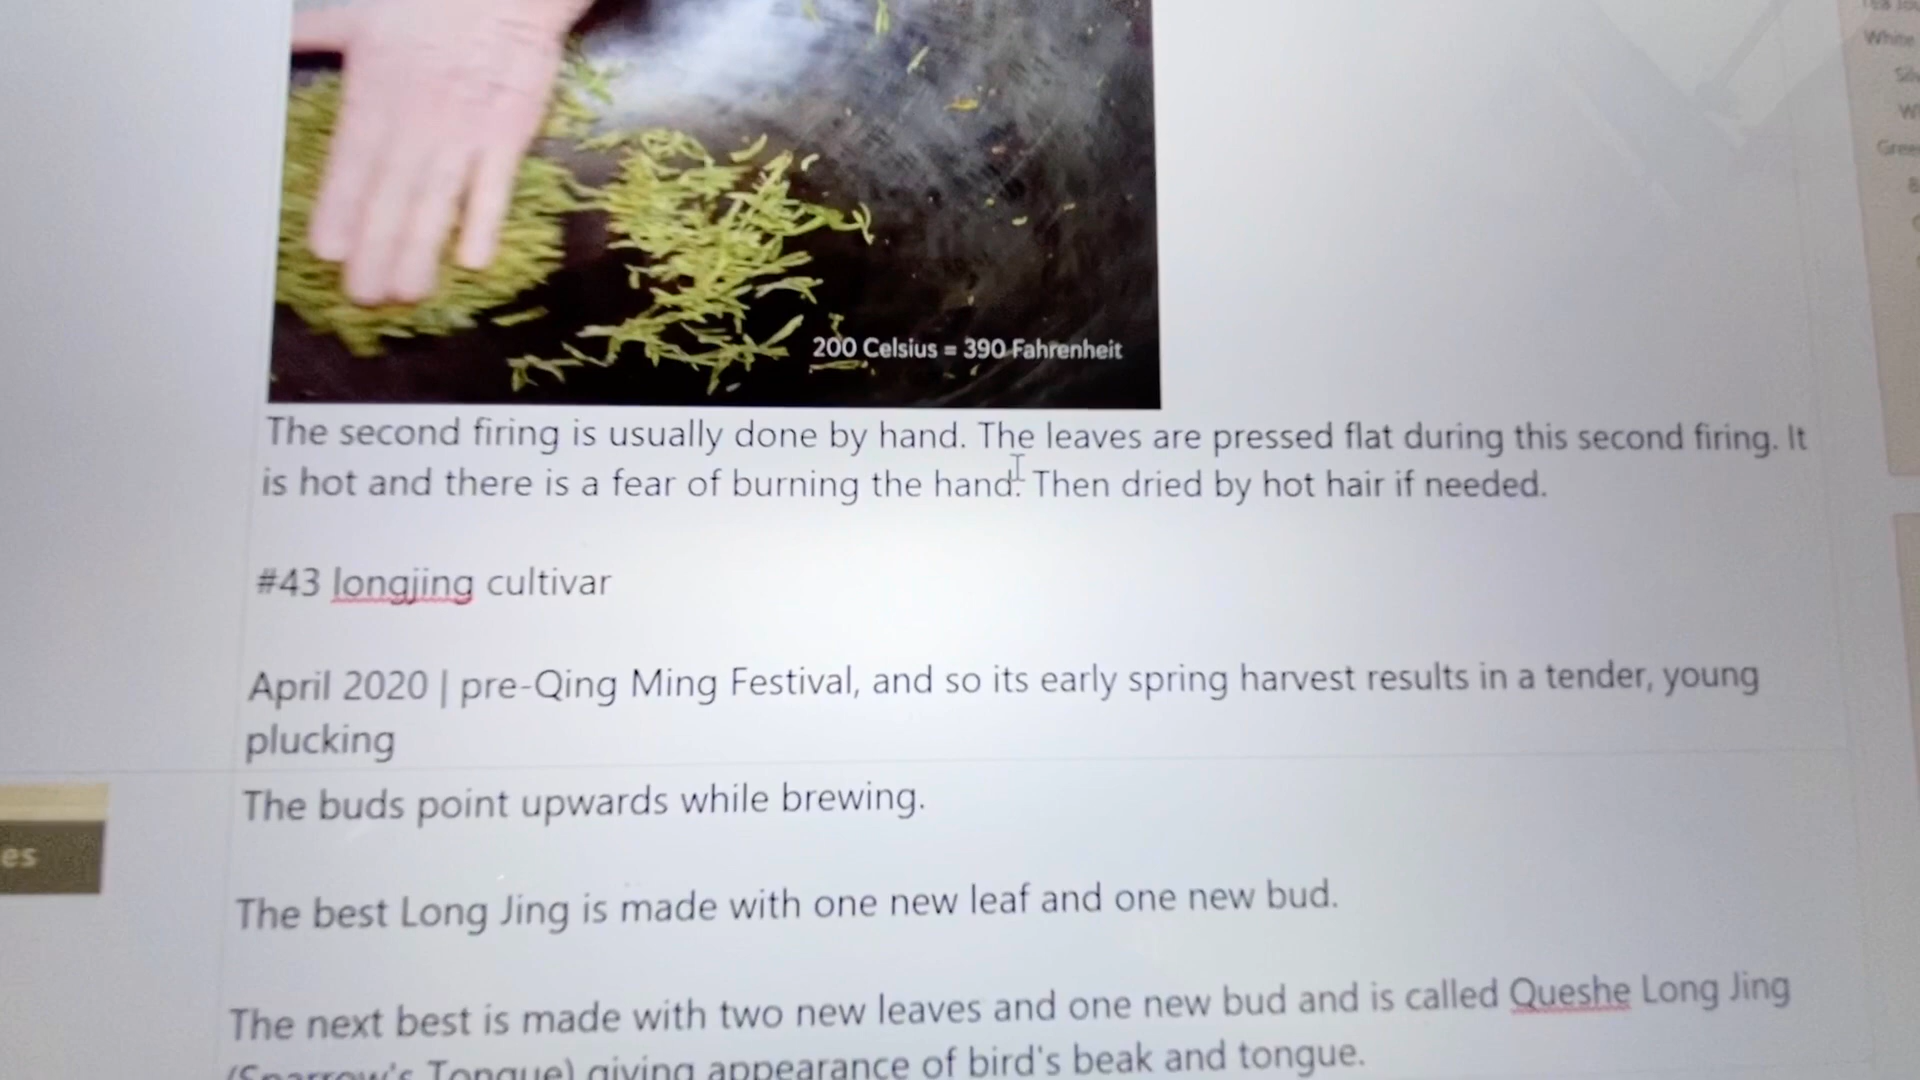 200 Celsius = 390 Fahrenheit
The second firing is usually done by hand. The leaves are pressed flat during this second firing. It
is hot and there is a fear of burning the hand. Then dried by hot hair if needed.
#43 longjing cultivar
April 2020 | pre-Qing Ming Festival, and so its early spring harvest results in a tender, young
plucking
The buds point upwards while brewing.
es
The best Long Jing is made with one new leaf and one new bud.
The next best is made with two new leaves and one new bud and is called Queshe Long Jing
(Sparrow's Tongue) giving appearance of bird's beak and tongue.
White